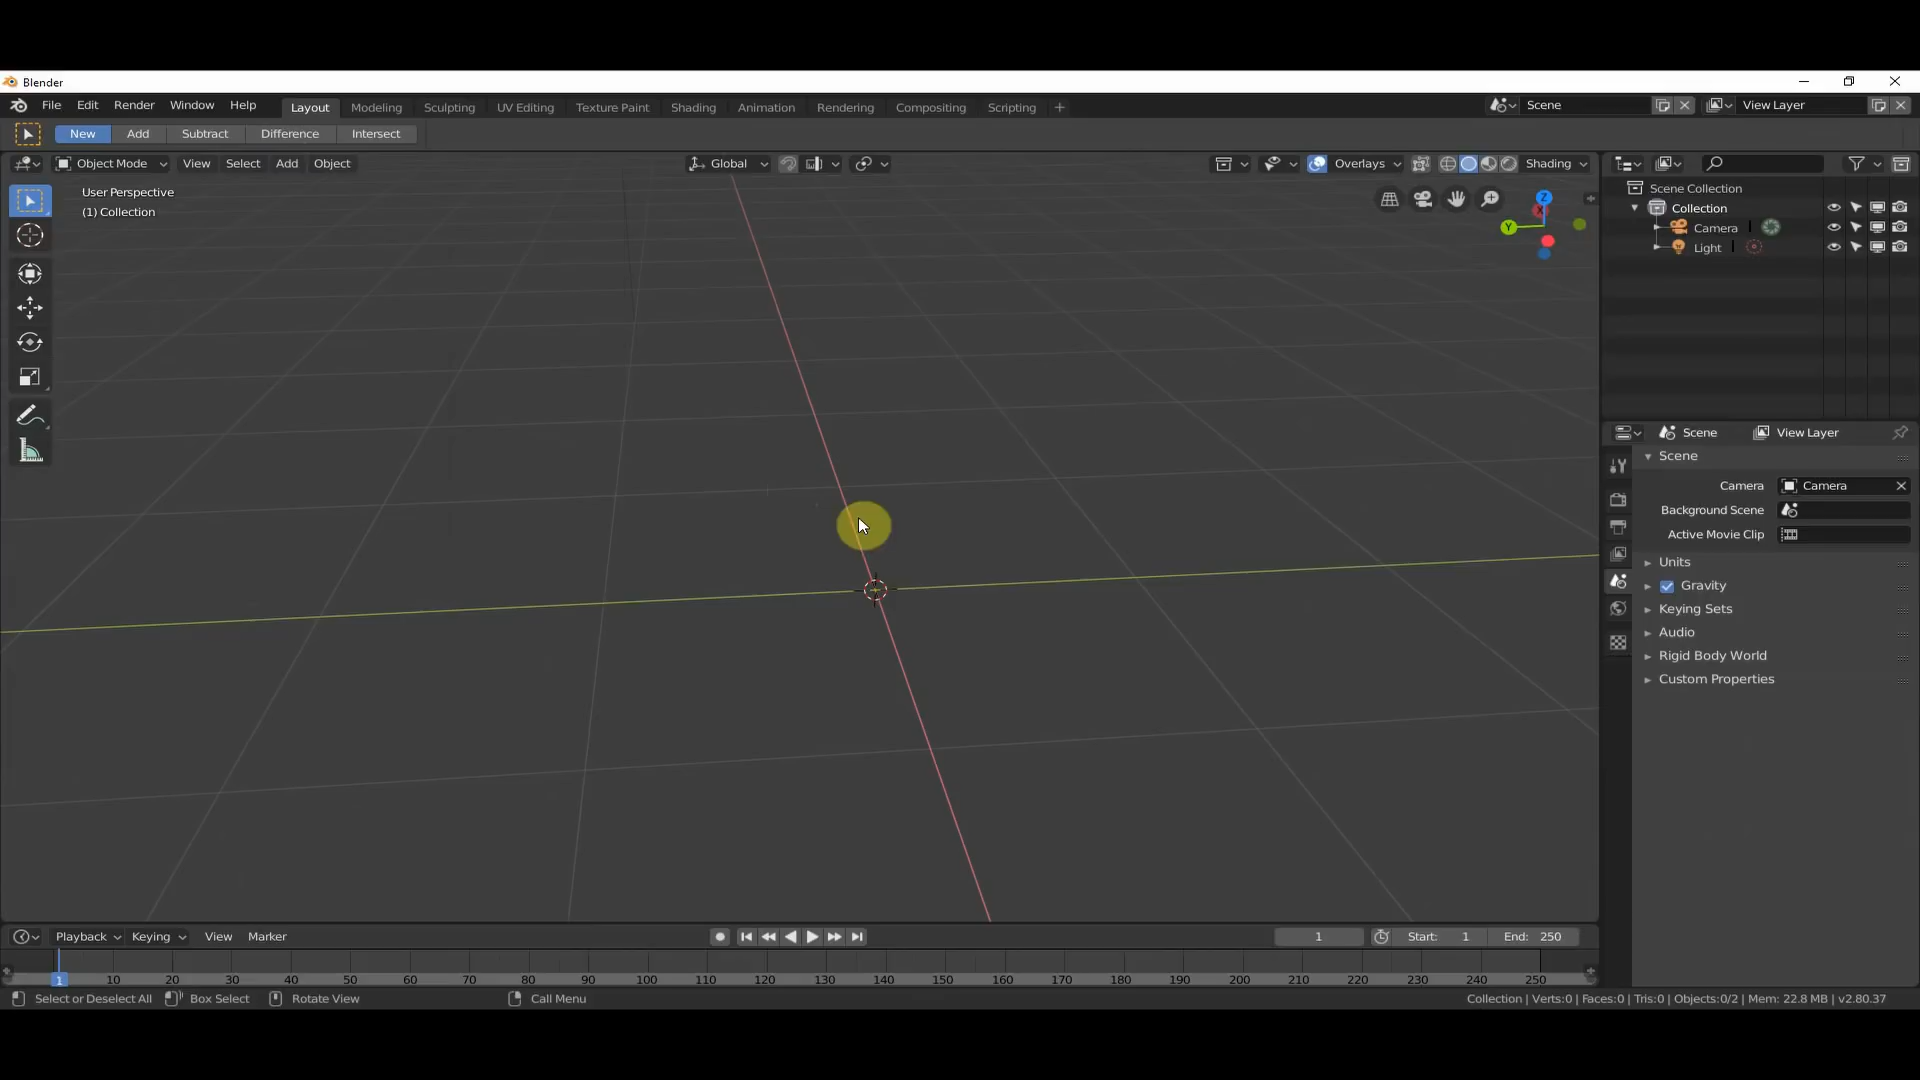 Blender
File Edit Render Window Help Layout Modeling Sculpting UV Editing Texture Paint Shading Animation Rendering Compositing Scripting + Scene View Layer
New Add Subtract Difference Intersect
Object Mode View Select Add Object Global Overlays Shading
User Perspective
(1) Collection
Z
X
Y
Scene Collection
Collection
Camera
Light
Scene View Layer
Scene
Camera Camera
Background Scene
Active Movie Clip
Units
Gravity
Keying Sets
Audio
Rigid Body World
Custom Properties
Playback Keying View Marker 1 Start: 1 End: 250
1 10 20 30 40 50 60 70 80 90 100 110 120 130 140 150 160 170 180 190 200 210 220 230 240 250
Select or Deselect All Box Select Rotate View Call Menu Collection | Verts:0 | Faces:0 | Tris:0 | Objects:0/2 | Mem: 22.8 MB | v2.80.37